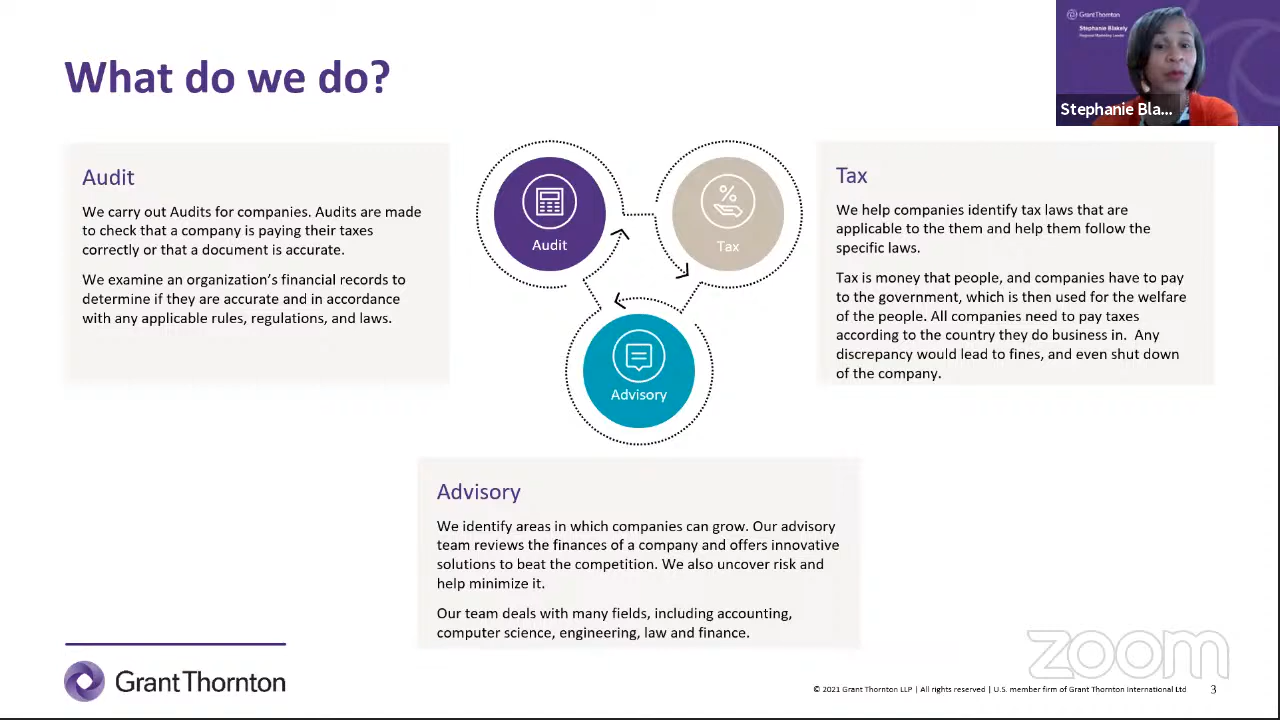 What do we do?
GrantThornton
Stephanie Blakely
Regional Marketing Leader
Stephanie Bla...
Audit
We carry out Audits for companies. Audits are made
to check that a company is paying their taxes
correctly or that a document is accurate.
We examine an organization's financial records to
determine if they are accurate and in accordance
with any applicable rules, regulations, and laws.
Audit
Tax
Advisory
Tax
We help companies identify tax laws that are
applicable to the them and help them follow the
specific laws.
Tax is money that people, and companies have to pay
to the government, which is then used for the welfare
of the people. All companies need to pay taxes
according to the country they do business in. Any
discrepancy would lead to fines, and even shut down
of the company.
Advisory
We identify areas in which companies can grow. Our advisory
team reviews the finances of a company and offers innovative
solutions to beat the competition. We also uncover risk and
help minimize it.
Our team deals with many fields, including accounting,
computer science, engineering, law and finance.
zoom
GrantThornton
© 2021 Grant Thornton LLP | All rights reserved | U.S. member firm of Grant Thornton International Ltd 3